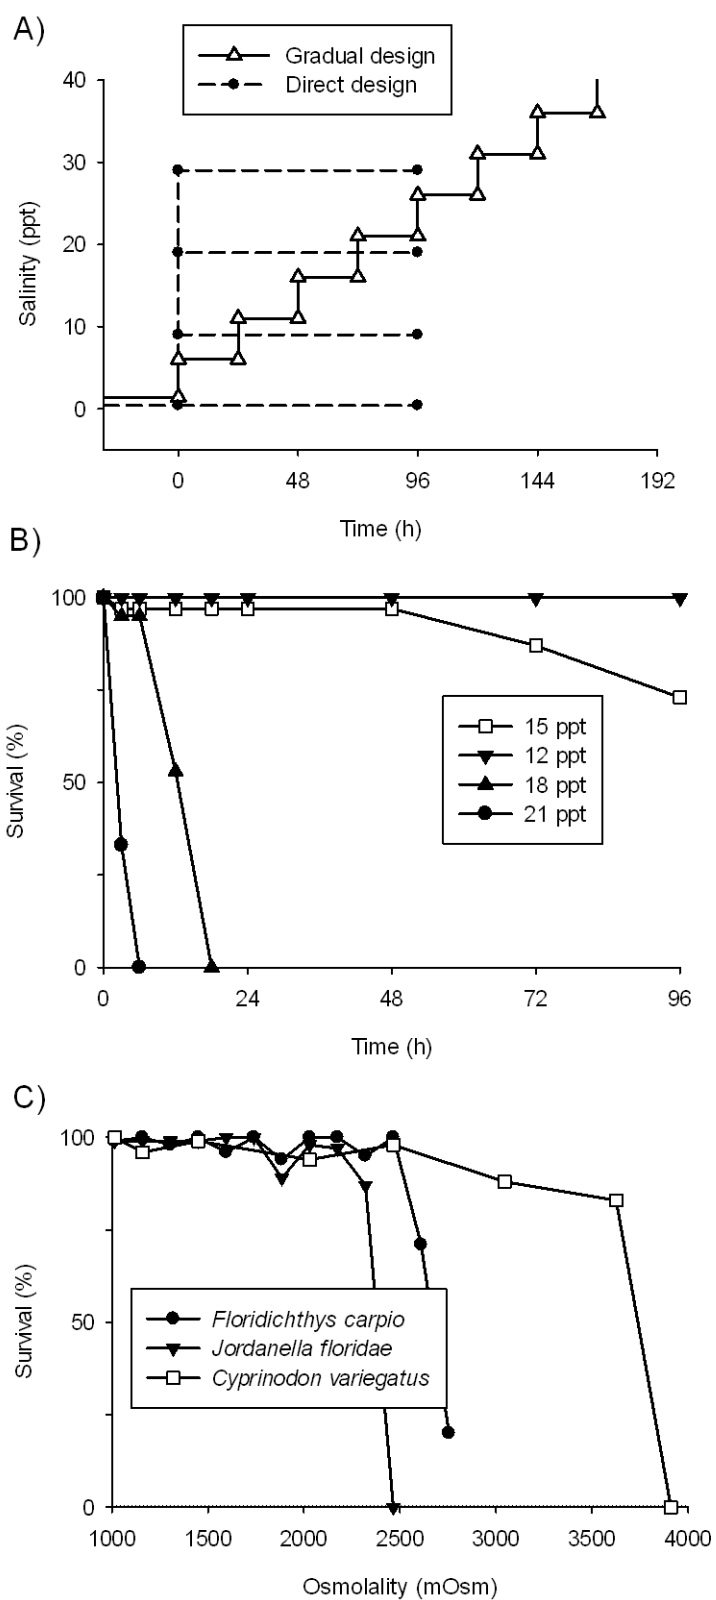 A)
Gradual design
Direct design
40
30
20
10
0
Salinity (ppt)
0 48 96 144 192
Time (h)
B)
100
50
0
Survival (%)
15 ppt
12 ppt
18 ppt
21 ppt
0 24 48 72 96
Time (h)
C)
100
50
0
Survival (%)
Floridichthys carpio
Jordanella floridae
Cyprinodon variegatus
1000 1500 2000 2500 3000 3500 4000
Osmolality (mOsm)